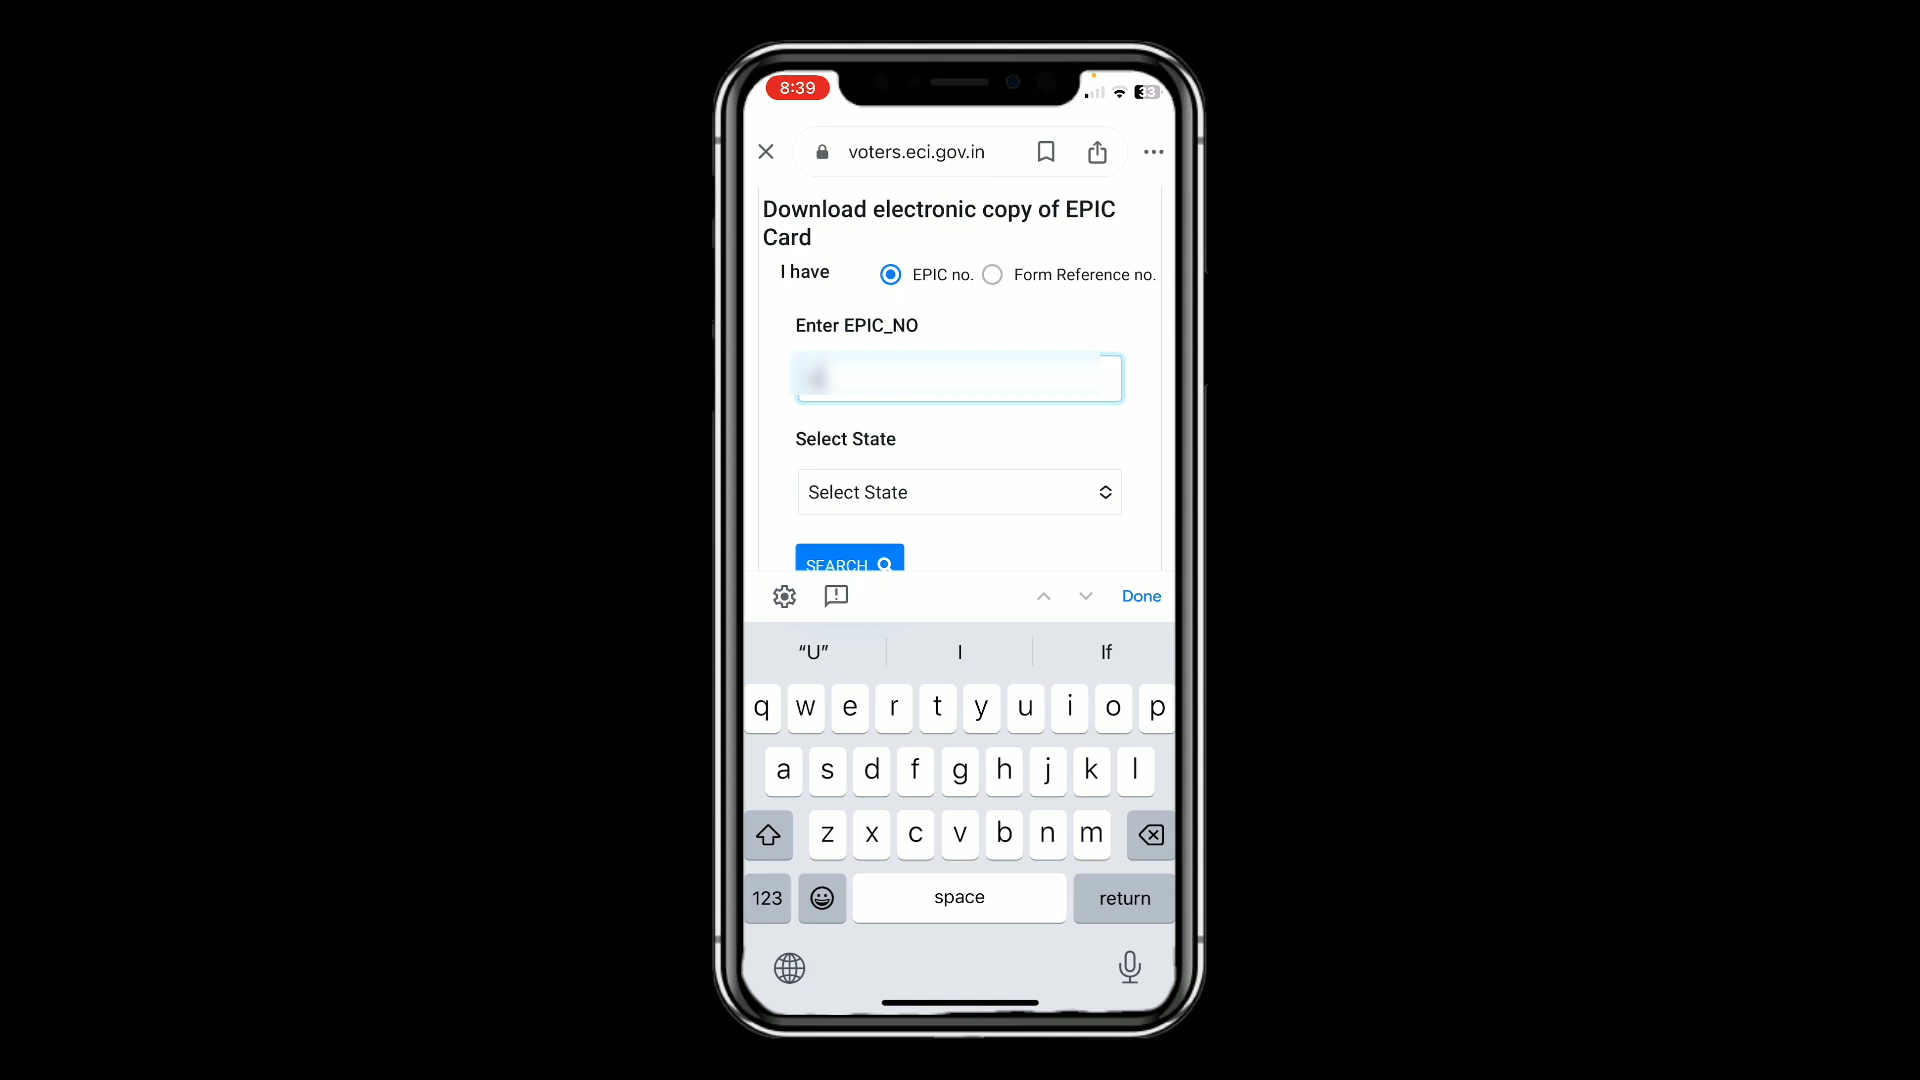 8:39
33
voters.eci.gov.in
Download electronic copy of EPIC
Card
I have EPIC no. Form Reference no.
Enter EPIC_NO
Select State
Select State
SEARCH
Done
“U” I If
q w e r t y u i o p
a s d f g h j k l
z x c v b n m
123 space return